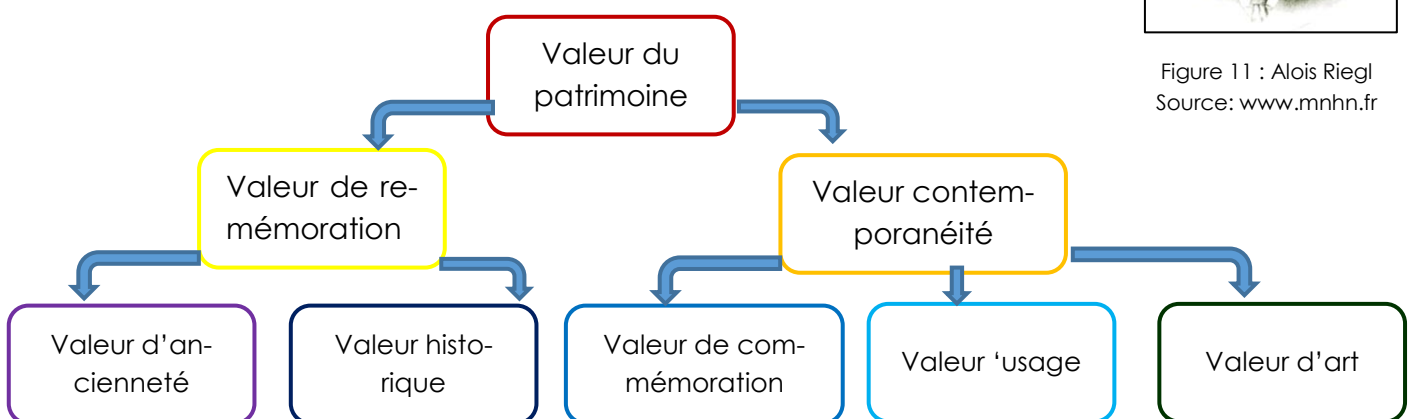 Valeur du
patrimoine
Figure 11 : Alois Riegl
Source: www.mnhn.fr
Valeur de re-
mémoration
Valeur contem-
poranéité
Valeur d’an-
cienneté
Valeur histo-
rique
Valeur de com-
mémoration
Valeur ‘usage
Valeur d’art